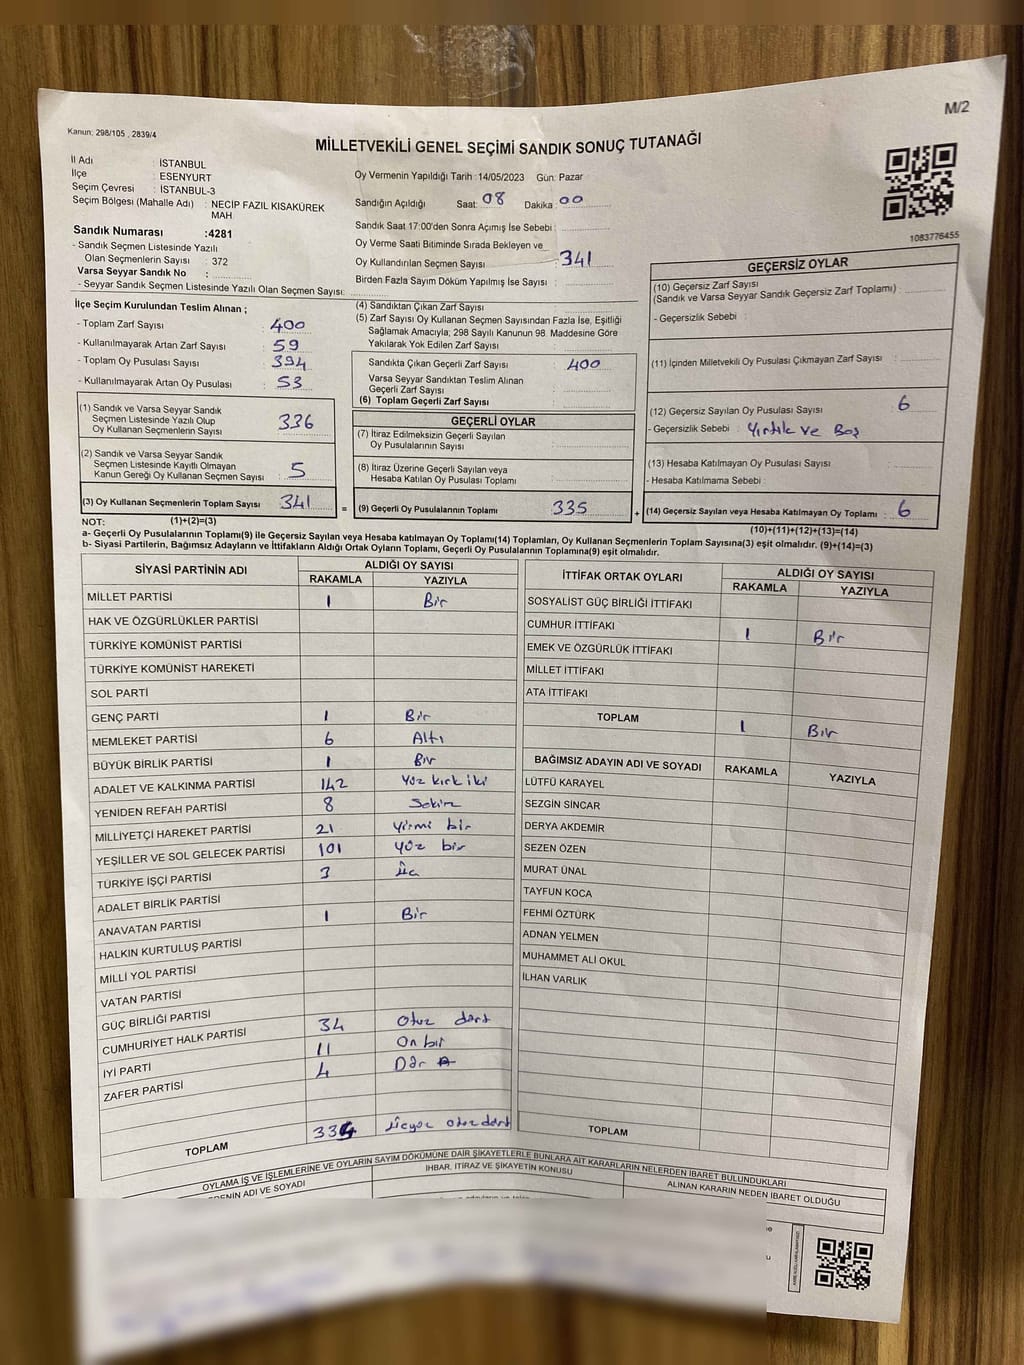 M/2
Kanun: 298/105 , 2839/4
MİLLETVEKİLİ GENEL SEÇİMİ SANDIK SONUÇ TUTANAĞI
İl Adı : İSTANBUL
İlçe : ESENYURT
Seçim Çevresi : İSTANBUL-3
Seçim Bölgesi (Mahalle Adı) : NECİP FAZIL KISAKÜREK
MAH.
Sandık Numarası :4281
- Sandık Seçmen Listesinde Yazılı
Olan Seçmenlerin Sayısı : 372
Varsa Seyyar Sandık No :
- Seyyar Sandık Seçmen Listesinde Yazılı Olan Seçmen Sayısı:
Oy Vermenin Yapıldığı Tarih :14/05/2023 Gün: Pazar
Sandığın Açıldığı Saat: 08 Dakika : 00
Sandık Saat 17:00'den Sonra Açımış İse Sebebi :
Oy Verme Saati Bitiminde Sırada Bekleyen ve
Oy Kullandırılan Seçmen Sayısı : 341
Birden Fazla Sayım Döküm Yapılmış İse Sayısı :
1083776455
İlçe Seçim Kurulundan Teslim Alınan ;
- Toplam Zarf Sayısı : 400
- Kullanılmayarak Artan Zarf Sayısı : 59
- Toplam Oy Pusulası Sayısı : 394
- Kullanılmayarak Artan Oy Pusulası : 53
(1) Sandık ve Varsa Seyyar Sandık
Seçmen Listesinde Yazılı Olup
Oy Kullanan Seçmenlerin Sayısı : 336
(2) Sandık ve Varsa Seyyar Sandık
Seçmen Listesinde Kayıtlı Olmayan
Kanun Gereği Oy Kullanan Seçmen Sayısı : 5
(3) Oy Kullanan Seçmenlerin Toplam Sayısı : 341
(4) Sandıktan Çıkan Zarf Sayısı :
(5) Zarf Sayısı Oy Kullanan Seçmen Sayısından Fazla İse, Eşitliği
Sağlamak Amacıyla; 298 Sayılı Kanunun 98. Maddesine Göre
Yakılarak Yok Edilen Zarf Sayısı :
Sandıkta Çıkan Geçerli Zarf Sayısı : 400
Varsa Seyyar Sandıktan Teslim Alınan
Geçerli Zarf Sayısı :
(6) Toplam Geçerli Zarf Sayısı :
GEÇERLİ OYLAR
(7) İtiraz Edilmeksizin Geçerli Sayılan
Oy Pusulalarının Sayısı :
(8) İtiraz Üzerine Geçerli Sayılan veya
Hesaba Katılan Oy Pusulası Toplamı :
= (9) Geçerli Oy Pusulalarının Toplamı : 335
GEÇERSİZ OYLAR
(10) Geçersiz Zarf Sayısı
(Sandık ve Varsa Seyyar Sandık Geçersiz Zarf Toplamı) :
- Geçersizlik Sebebi :
(11) İçinden Milletvekili Oy Pusulası Çıkmayan Zarf Sayısı :
(12) Geçersiz Sayılan Oy Pusulası Sayısı : 6
- Geçersizlik Sebebi : Yırtık ve Boş
(13) Hesaba Katılmayan Oy Pusulası Sayısı :
- Hesaba Katılmama Sebebi :
+ (14) Geçersiz Sayılan veya Hesaba Katılmayan Oy Toplamı : 6
NOT: (1)+(2)=(3)
(10)+(11)+(12)+(13)=(14)
a- Geçerli Oy Pusulalarının Toplamı(9) ile Geçersiz Sayılan veya Hesaba katılmayan Oy Toplamı(14) Toplamları, Oy Kullanan Seçmenlerin Toplam Sayısına(3) eşit olmalıdır. (9)+(14)=(3)
b- Siyasi Partilerin, Bağımsız Adayların ve İttifakların Aldığı Ortak Oyların Toplamı, Geçerli Oy Pusulalarının Toplamına(9) eşit olmalıdır.
SİYASİ PARTİNİN ADI ALDIĞI OY SAYISI
RAKAMLA YAZIYLA
MİLLET PARTİSİ 1 Bir
HAK VE ÖZGÜRLÜKLER PARTİSİ
TÜRKİYE KOMÜNİST PARTİSİ
TÜRKİYE KOMÜNİST HAREKETİ
SOL PARTİ
GENÇ PARTİ 1 Bir
MEMLEKET PARTİSİ 6 Altı
BÜYÜK BİRLİK PARTİSİ 1 Bir
ADALET VE KALKINMA PARTİSİ 142 Yüz kırk iki
YENİDEN REFAH PARTİSİ 8 Sekiz
MİLLİYETÇİ HAREKET PARTİSİ 21 Yirmi bir
YEŞİLLER VE SOL GELECEK PARTİSİ 101 Yüz bir
TÜRKİYE İŞÇİ PARTİSİ 3 üç
ADALET BİRLİK PARTİSİ
ANAVATAN PARTİSİ 1 Bir
HALKIN KURTULUŞ PARTİSİ
MİLLİ YOL PARTİSİ
VATAN PARTİSİ
GÜÇ BİRLİĞİ PARTİSİ
CUMHURİYET HALK PARTİSİ 34 Otuz dört
İYİ PARTİ 11 On bir
ZAFER PARTİSİ 4 Dör
TOPLAM 334 üçyüz otuzdört
İTTİFAK ORTAK OYLARI ALDIĞI OY SAYISI
RAKAMLA YAZIYLA
SOSYALİST GÜÇ BİRLİĞİ İTTİFAKI
CUMHUR İTTİFAKI 1 Bir
EMEK VE ÖZGÜRLÜK İTTİFAKI
MİLLET İTTİFAKI
ATA İTTİFAKI
TOPLAM 1 Bir
BAĞIMSIZ ADAYIN ADI VE SOYADI RAKAMLA YAZIYLA
LÜTFÜ KARAYEL
SEZGİN SİNCAR
DERYA AKDEMİR
SEZEN ÖZEN
MURAT ÜNAL
TAYFUN KOCA
FEHMİ ÖZTÜRK
ADNAN YELMEN
MUHAMMET ALİ OKUL
İLHAN VARLIK
TOPLAM
OYLAMA İŞ VE İŞLEMLERİNE VE OYLARIN SAYIM DÖKÜMÜNE DAİR ŞİKAYETLERLE BUNLARA AİT KARARLARIN NELERDEN İBARET BULUNDUKLARI
ADI VE SOYADI İHBAR, İTİRAZ VE ŞİKAYETİN KONUSU ALINAN KARARIN NEDEN İBARET OLDUĞU